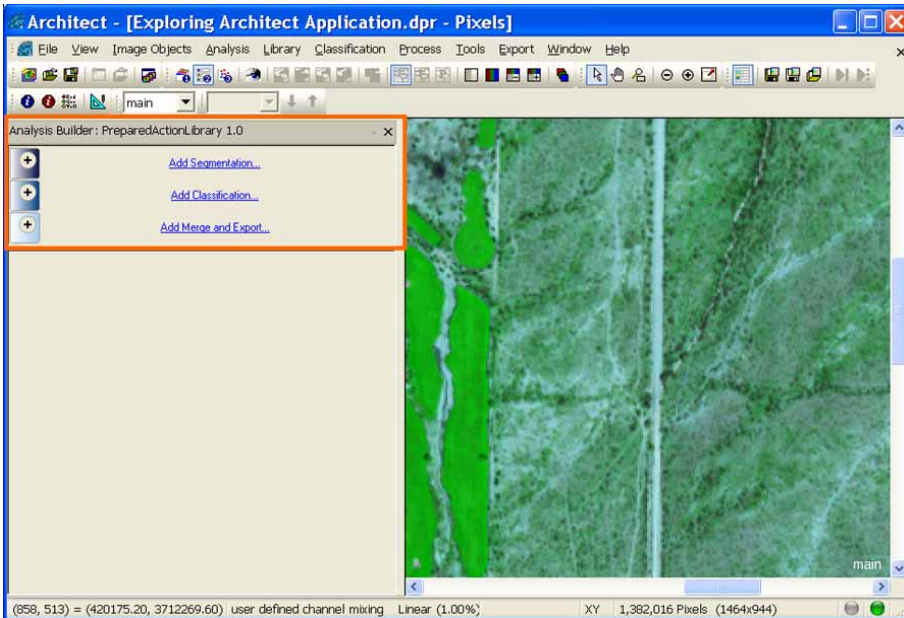 Architect - [Exploring Architect Application.dpr - Pixels]
File View Image Objects Analysis Library Classification Process Tools Export Window Help
main
Analysis Builder: PreparedActionLibrary 1.0
Add Segmentation...
Add Classification...
Add Merge and Export...
main
(858, 513) = (420175.20, 3712269.60) user defined channel mixing Linear (1.00%) XY 1,382,016 Pixels (1464x944)